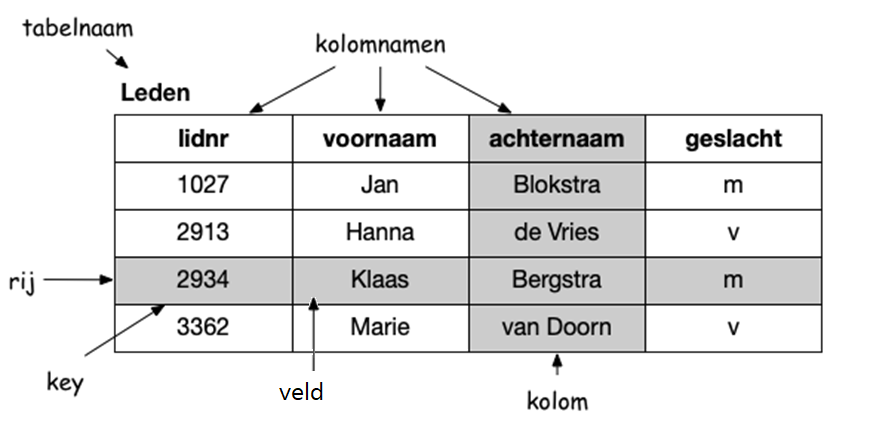 tabelnaam
kolomnamen
Leden
lidnr voornaam achternaam geslacht
1027 Jan Blokstra m
2913 Hanna de Vries v
rij 2934 Klaas Bergstra m
3362 Marie van Doorn v
key veld kolom